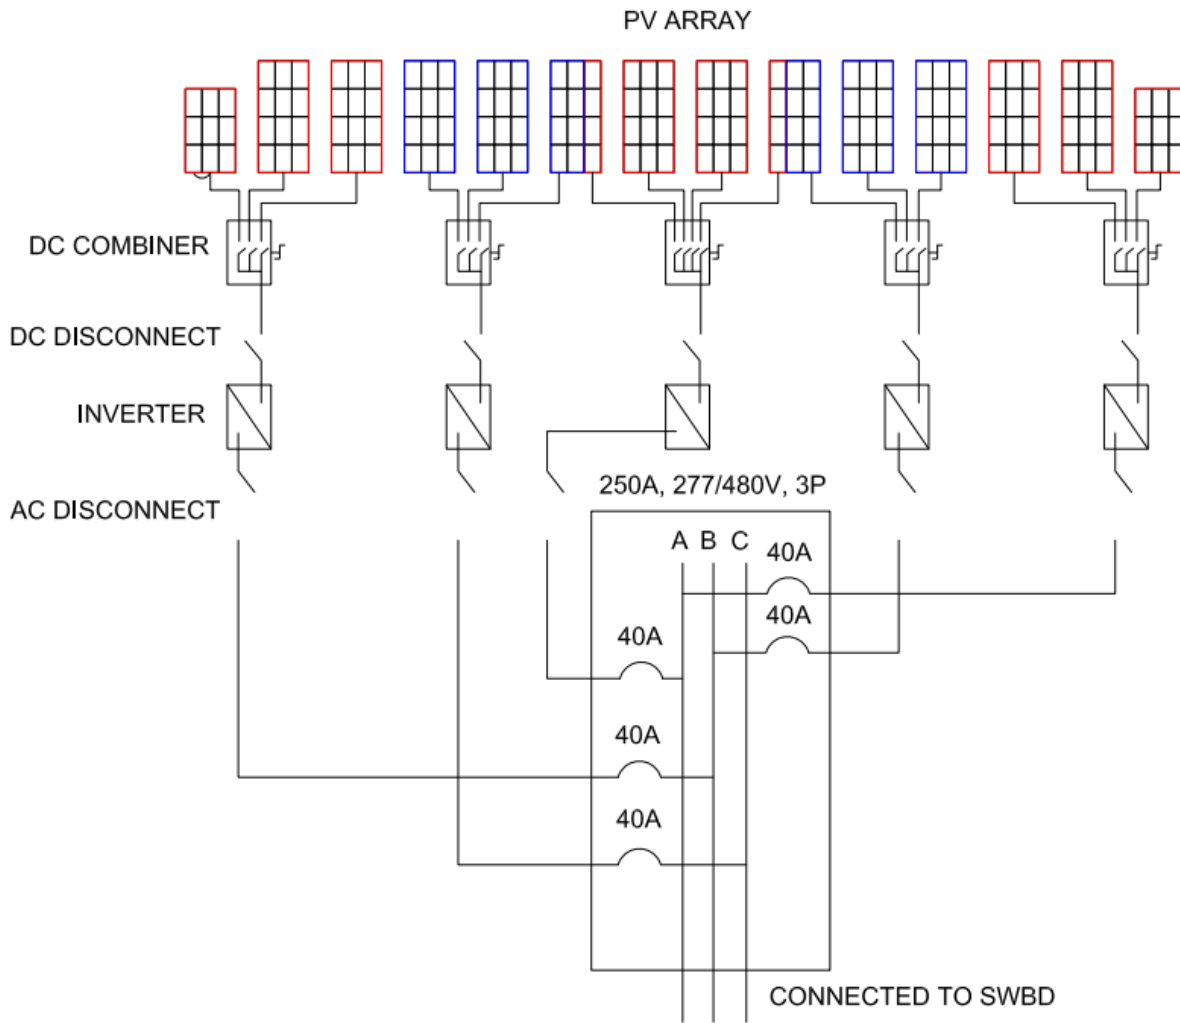 PV ARRAY
DC COMBINER
DC DISCONNECT
INVERTER
AC DISCONNECT
250A, 277/480V, 3P
A B C
40A
40A
40A
40A
40A
CONNECTED TO SWBD